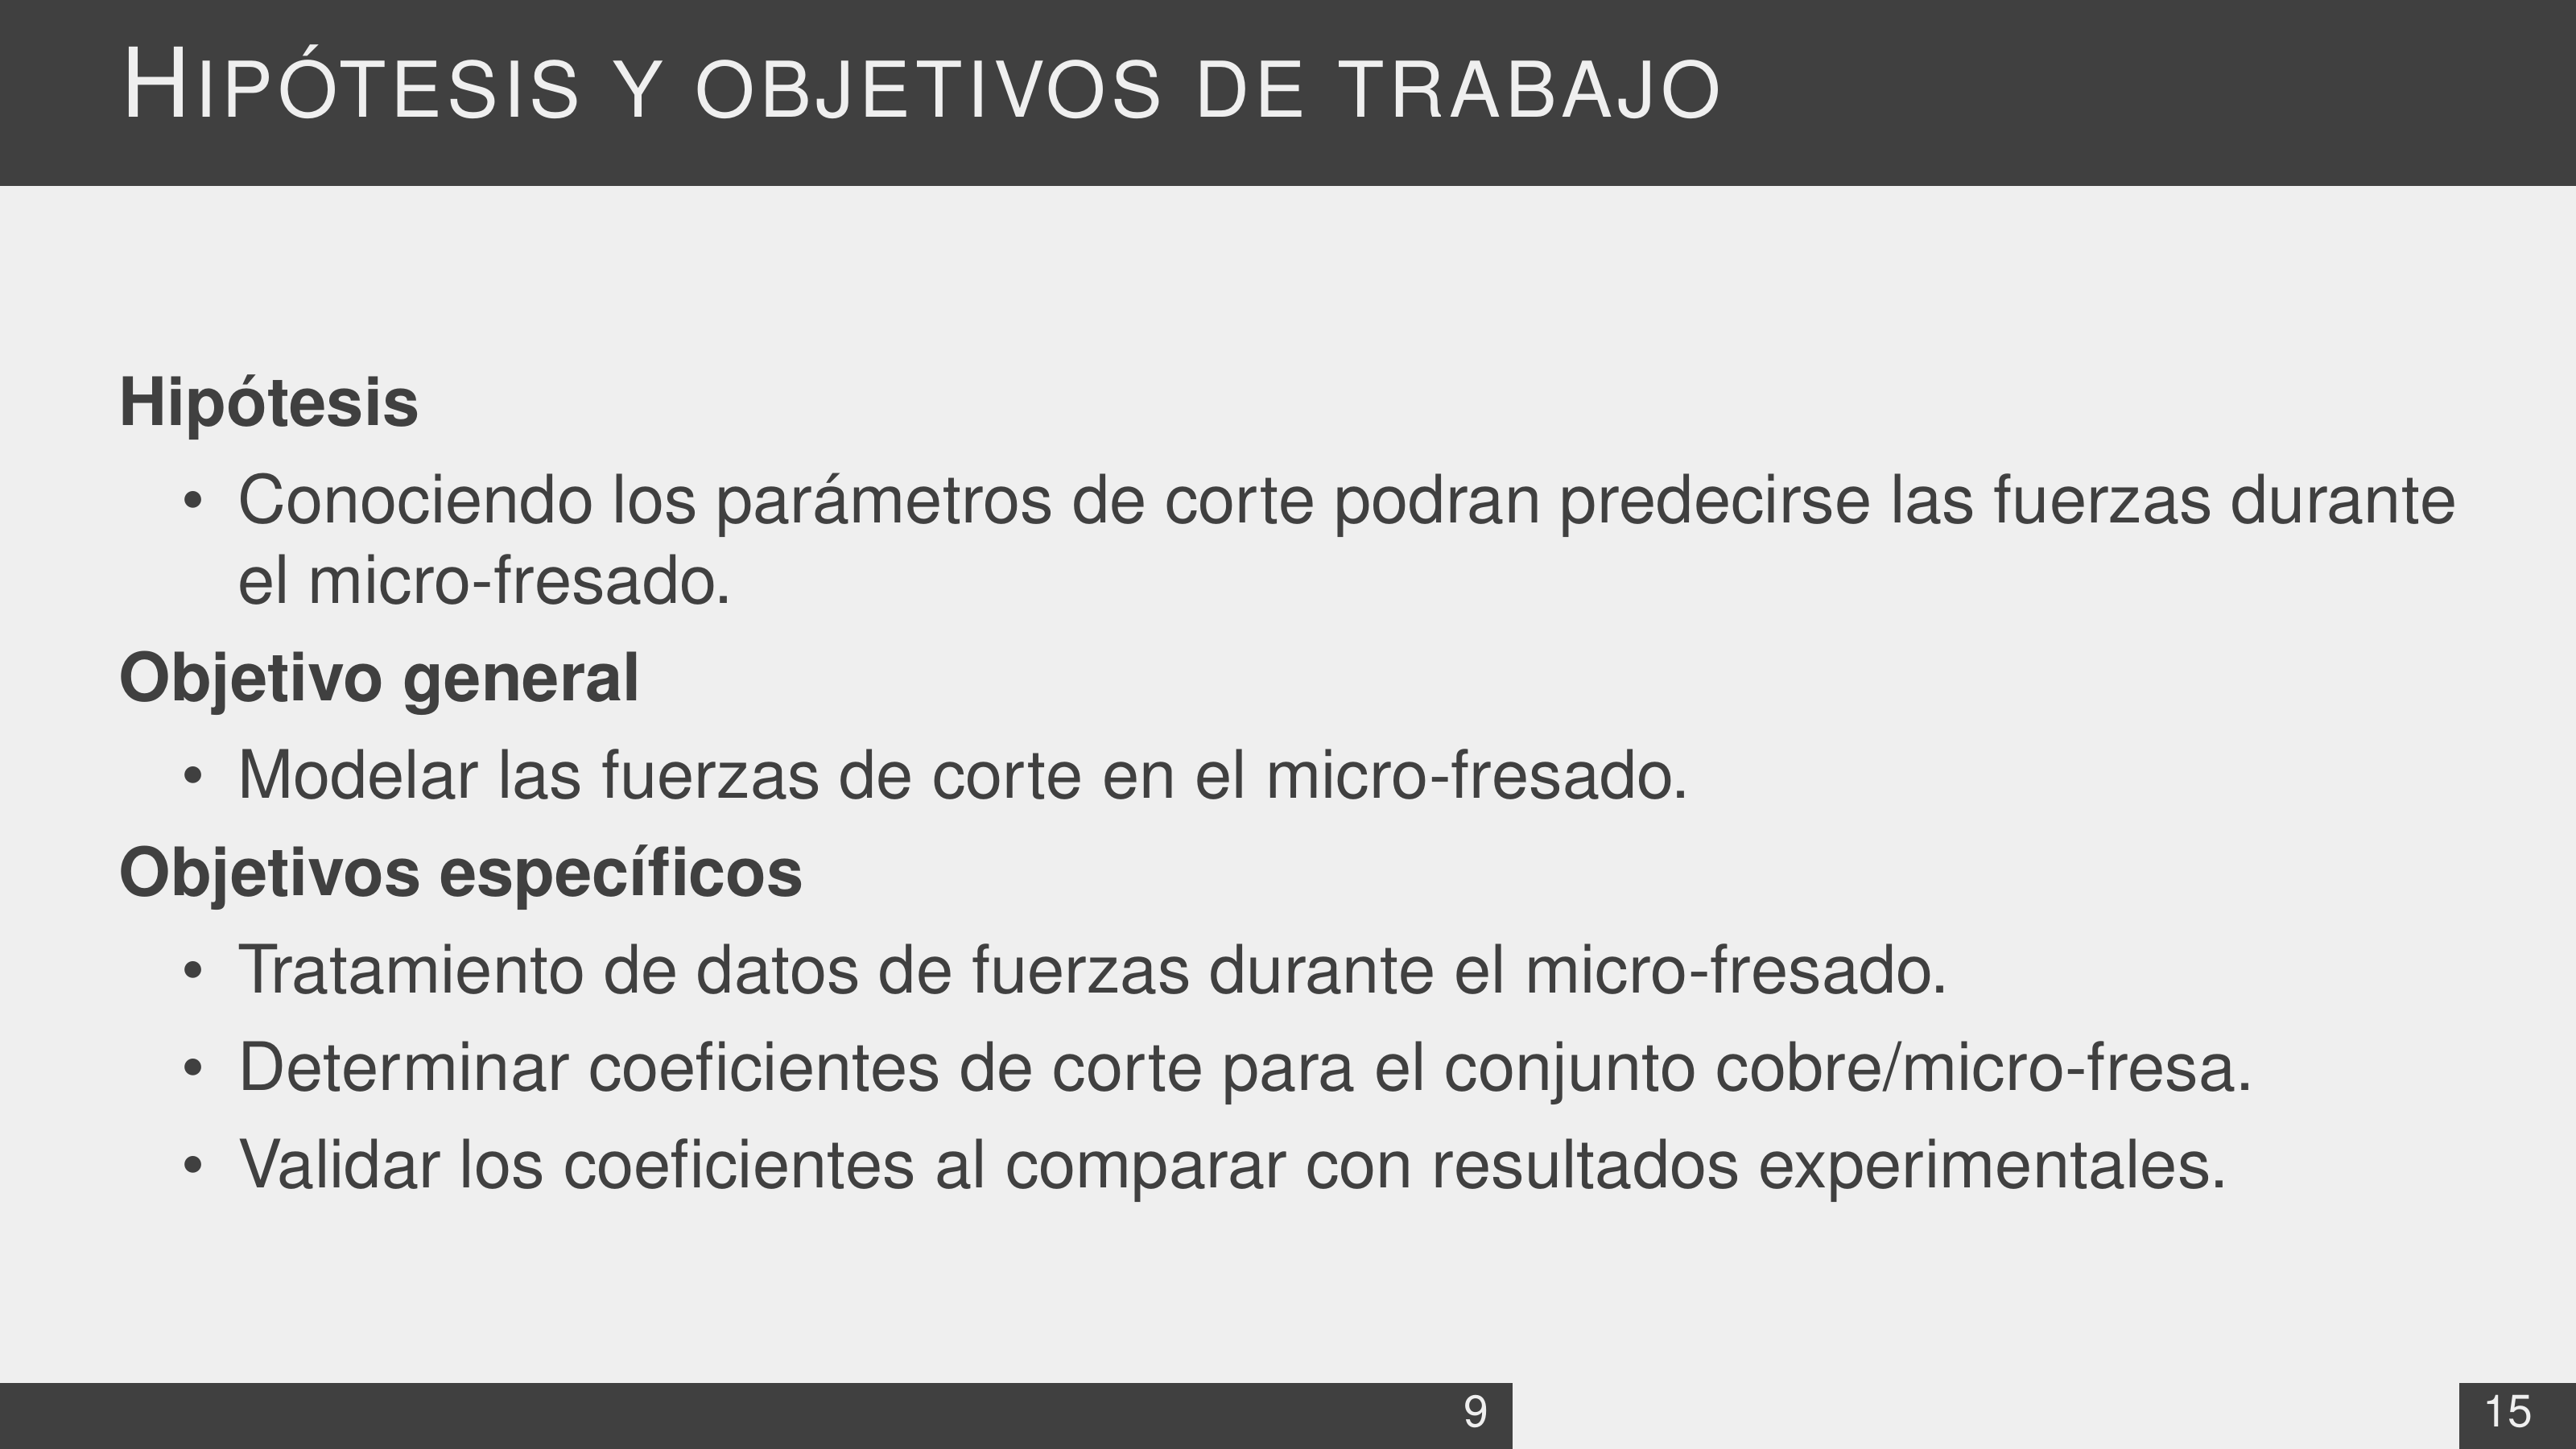 HIPÓTESIS Y OBJETIVOS DE TRABAJO
Hipótesis
• Conociendo los parámetros de corte podran predecirse las fuerzas durante
el micro-fresado.
Objetivo general
• Modelar las fuerzas de corte en el micro-fresado.
Objetivos específicos
• Tratamiento de datos de fuerzas durante el micro-fresado.
• Determinar coeficientes de corte para el conjunto cobre/micro-fresa.
• Validar los coeficientes al comparar con resultados experimentales.
9
15